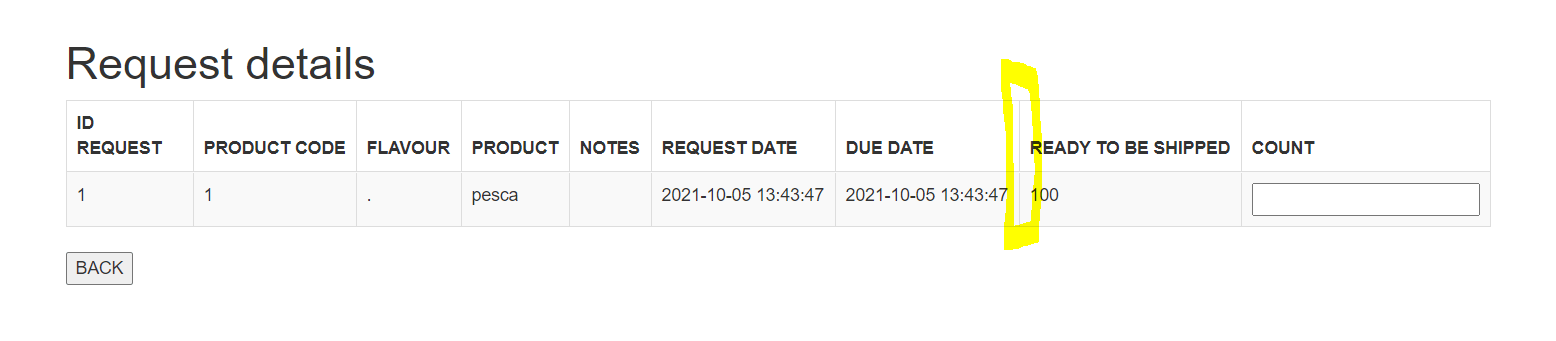 Request details
ID
REQUEST PRODUCT CODE FLAVOUR PRODUCT NOTES REQUEST DATE DUE DATE READY TO BE SHIPPED COUNT
1 1 . pesca 2021-10-05 13:43:47 2021-10-05 13:43:47 100
BACK